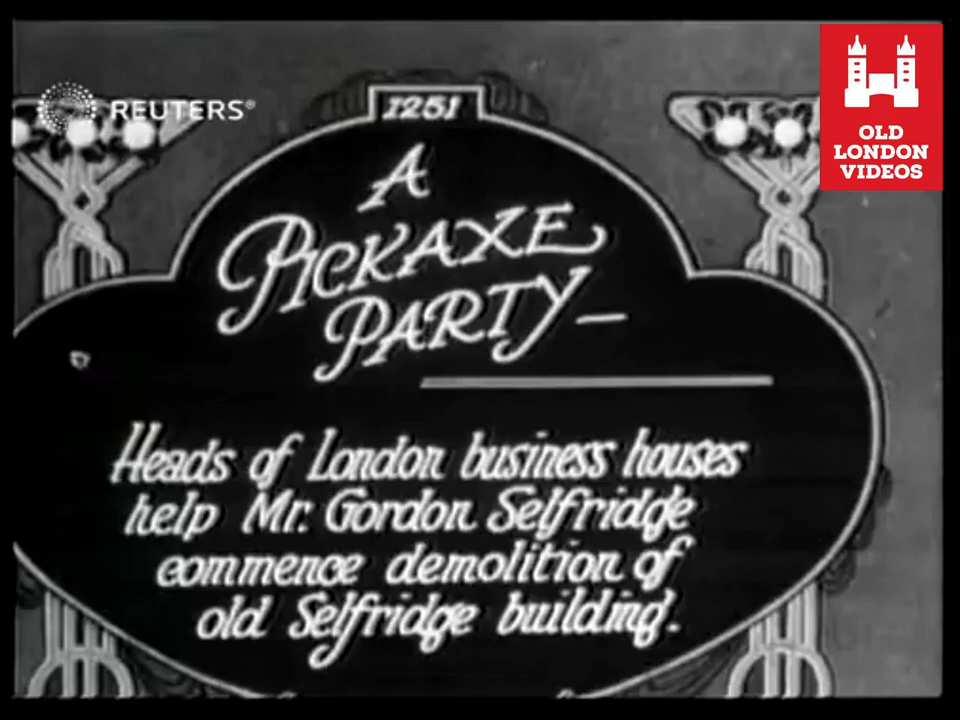 REUTERS®
OLD
LONDON
VIDEOS
1251
A
PICKAXE
PARTY —
Heads of London business houses
help Mr. Gordon Selfridge
commence demolition of
old Selfridge building.